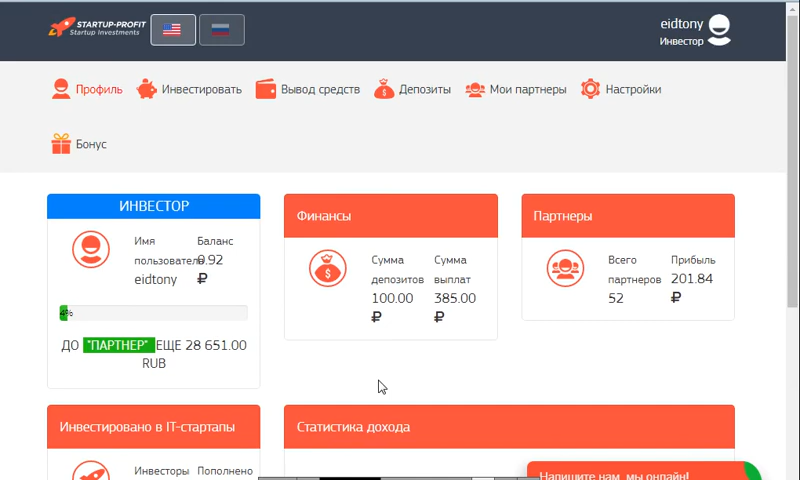 STARTUP-PROFIT
Startup Investments
eidtony
Инвестор
Профиль
Инвестировать
Вывод средств
Депозиты
Мои партнеры
Настройки
Бонус
ИНВЕСТОР
Имя
пользователя
eidtony
Баланс
0.92
₽
4%
ДО "ПАРТНЕР" ЕЩЕ 28 651.00
RUB
Финансы
Сумма
депозитов
100.00
₽
Сумма
выплат
385.00
₽
Партнеры
Всего
партнеров
52
Прибыль
201.84
₽
Инвестировано в IT-стартапы
Инвесторы
Пополнено
Статистика дохода
Напишите нам, мы онлайн!